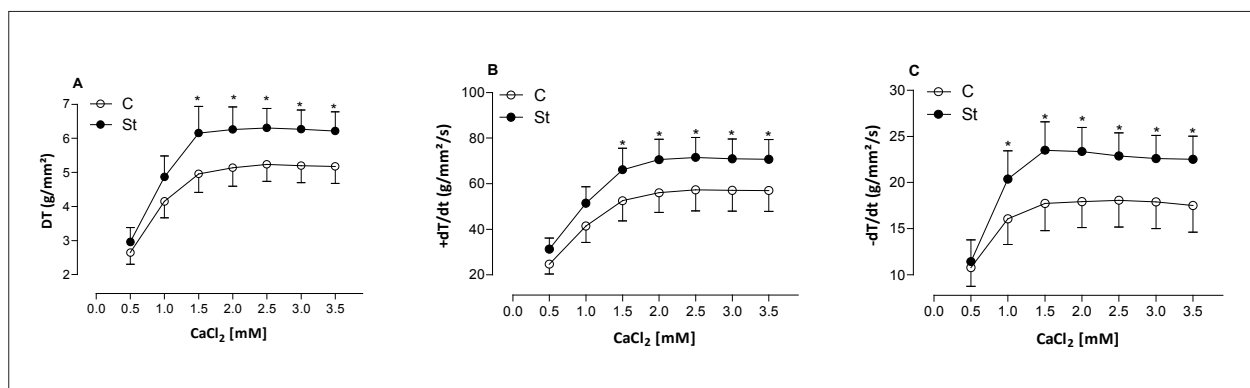 A
C
St
7
6
5
4
3
2
DT (g/mm²)
* * * * *
0.0 0.5 1.0 1.5 2.0 2.5 3.0 3.5
CaCl₂ [mM]
B
C
St
100
80
60
40
20
+dT/dt (g/mm²/s)
* * * * *
0.0 0.5 1.0 1.5 2.0 2.5 3.0 3.5
CaCl₂ [mM]
C
C
St
30
25
20
15
10
-dT/dt (g/mm²/s)
* * * * * *
0.0 0.5 1.0 1.5 2.0 2.5 3.0 3.5
CaCl₂ [mM]